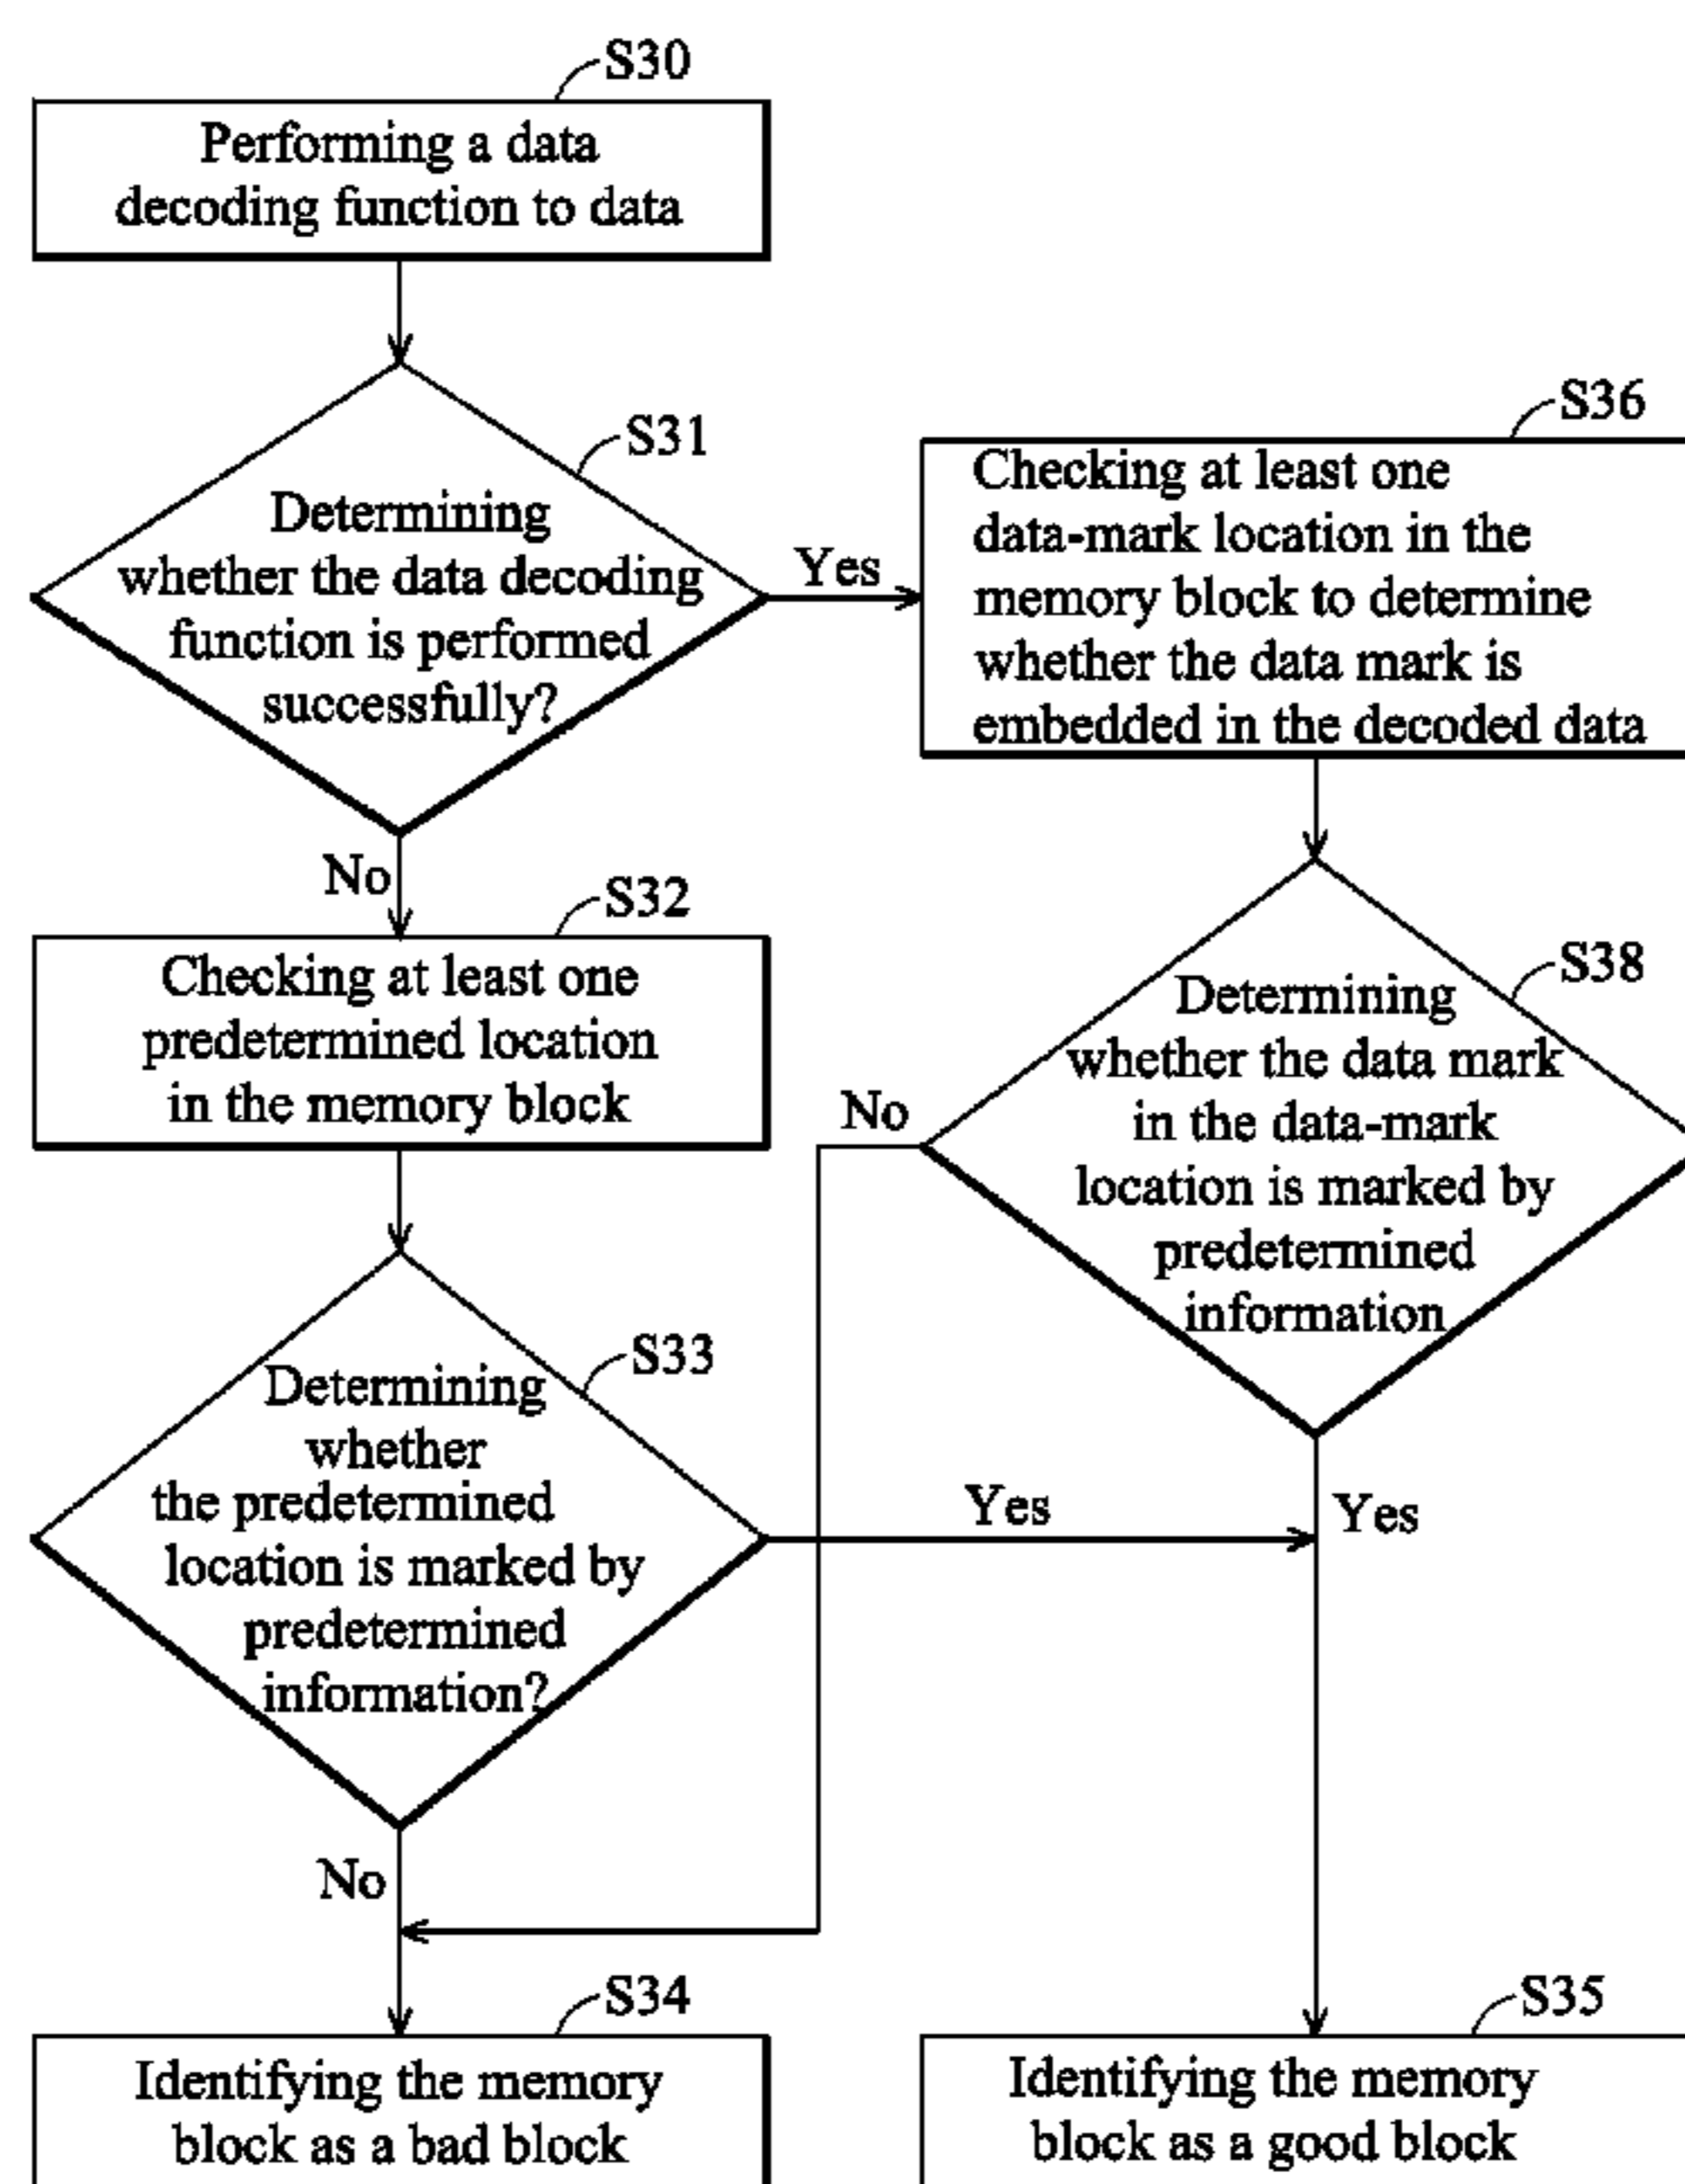 S30
Performing a data
decoding function to data
S31
Determining
whether the data decoding
function is performed
successfully?
Yes
No
S36
Checking at least one
data-mark location in the
memory block to determine
whether the data mark is
embedded in the decoded data
S32
Checking at least one
predetermined location
in the memory block
S38
Determining
whether the data mark
in the data-mark
location is marked by
predetermined
information
No
Yes
S33
Determining
whether
the predetermined
location is marked by
predetermined
information?
Yes
No
S34
Identifying the memory
block as a bad block
S35
Identifying the memory
block as a good block